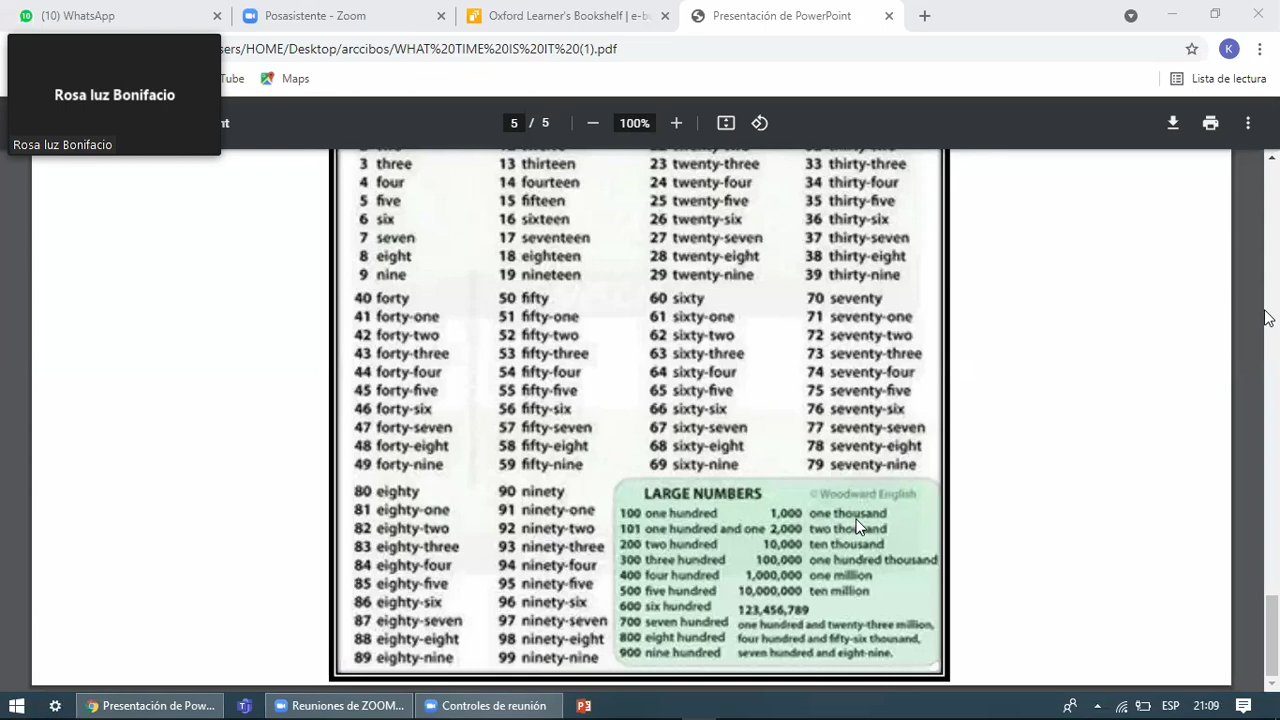 (10) WhatsApp
Posasistente - Zoom
Oxford Learner's Bookshelf | e-b
Presentación de PowerPoint
sers/HOME/Desktop/arccibos/WHAT%20TIME%20IS%20IT%20(1).pdf
K
Tube
Maps
Lista de lectura
Rosa luz Bonifacio
Rosa luz Bonifacio
nt
5 / 5
100%
3 three 13 thirteen 23 twenty-three 33 thirty-three
4 four 14 fourteen 24 twenty-four 34 thirty-four
5 five 15 fifteen 25 twenty-five 35 thirty-five
6 six 16 sixteen 26 twenty-six 36 thirty-six
7 seven 17 seventeen 27 twenty-seven 37 thirty-seven
8 eight 18 eighteen 28 twenty-eight 38 thirty-eight
9 nine 19 nineteen 29 twenty-nine 39 thirty-nine
40 forty 50 fifty 60 sixty 70 seventy
41 forty-one 51 fifty-one 61 sixty-one 71 seventy-one
42 forty-two 52 fifty-two 62 sixty-two 72 seventy-two
43 forty-three 53 fifty-three 63 sixty-three 73 seventy-three
44 forty-four 54 fifty-four 64 sixty-four 74 seventy-four
45 forty-five 55 fifty-five 65 sixty-five 75 seventy-five
46 forty-six 56 fifty-six 66 sixty-six 76 seventy-six
47 forty-seven 57 fifty-seven 67 sixty-seven 77 seventy-seven
48 forty-eight 58 fifty-eight 68 sixty-eight 78 seventy-eight
49 forty-nine 59 fifty-nine 69 sixty-nine 79 seventy-nine
80 eighty 90 ninety
81 eighty-one 91 ninety-one
82 eighty-two 92 ninety-two
83 eighty-three 93 ninety-three
84 eighty-four 94 ninety-four
85 eighty-five 95 ninety-five
86 eighty-six 96 ninety-six
87 eighty-seven 97 ninety-seven
88 eighty-eight 98 ninety-eight
89 eighty-nine 99 ninety-nine
LARGE NUMBERS © Woodward English
100 one hundred 1,000 one thousand
101 one hundred and one 2,000 two thousand
200 two hundred 10,000 ten thousand
300 three hundred 100,000 one hundred thousand
400 four hundred 1,000,000 one million
500 five hundred 10,000,000 ten million
600 six hundred 123,456,789
700 seven hundred one hundred and twenty-three million,
800 eight hundred four hundred and fifty-six thousand,
900 nine hundred seven hundred and eight-nine.
Presentación de Pow...
Reuniones de ZOOM...
Controles de reunión
ESP
21:09